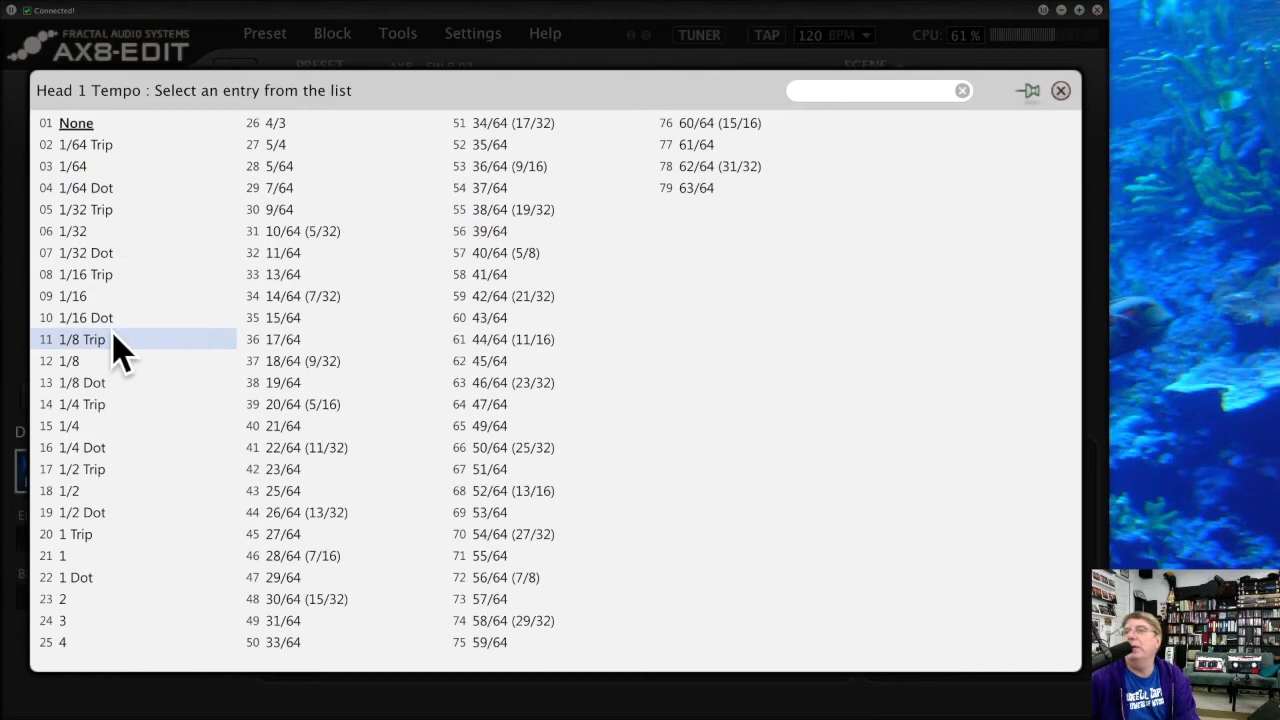 Connected!
FRACTAL AUDIO SYSTEMS
AX8-EDIT
Preset Block Tools Settings Help
TUNER TAP 120 BPM CPU: 61 %
PRESET
SCENE
Head 1 Tempo : Select an entry from the list
01 None
02 1/64 Trip
03 1/64
04 1/64 Dot
05 1/32 Trip
06 1/32
07 1/32 Dot
08 1/16 Trip
09 1/16
10 1/16 Dot
11 1/8 Trip
12 1/8
13 1/8 Dot
14 1/4 Trip
15 1/4
16 1/4 Dot
17 1/2 Trip
18 1/2
19 1/2 Dot
20 1 Trip
21 1
22 1 Dot
23 2
24 3
25 4
26 4/3
27 5/4
28 5/64
29 7/64
30 9/64
31 10/64 (5/32)
32 11/64
33 13/64
34 14/64 (7/32)
35 15/64
36 17/64
37 18/64 (9/32)
38 19/64
39 20/64 (5/16)
40 21/64
41 22/64 (11/32)
42 23/64
43 25/64
44 26/64 (13/32)
45 27/64
46 28/64 (7/16)
47 29/64
48 30/64 (15/32)
49 31/64
50 33/64
51 34/64 (17/32)
52 35/64
53 36/64 (9/16)
54 37/64
55 38/64 (19/32)
56 39/64
57 40/64 (5/8)
58 41/64
59 42/64 (21/32)
60 43/64
61 44/64 (11/16)
62 45/64
63 46/64 (23/32)
64 47/64
65 49/64
66 50/64 (25/32)
67 51/64
68 52/64 (13/16)
69 53/64
70 54/64 (27/32)
71 55/64
72 56/64 (7/8)
73 57/64
74 58/64 (29/32)
75 59/64
76 60/64 (15/16)
77 61/64
78 62/64 (31/32)
79 63/64